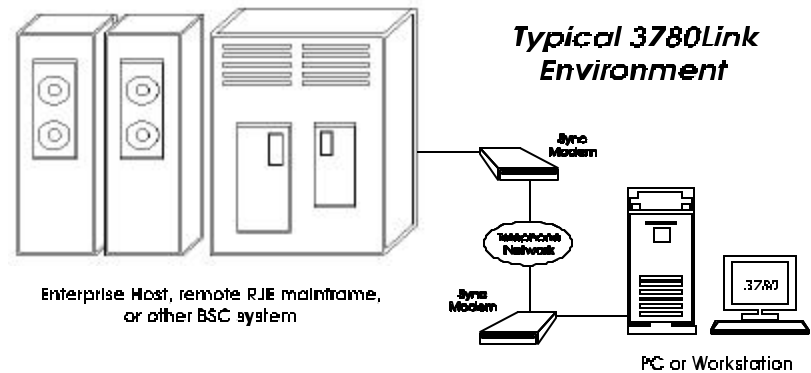 Typical 3780Link
Environment
Sync
Modem
Telephone
Network
Enterprise Host, remote RJE mainframe,
or other BSC system
Sync
Modem
3780
PC or Workstation